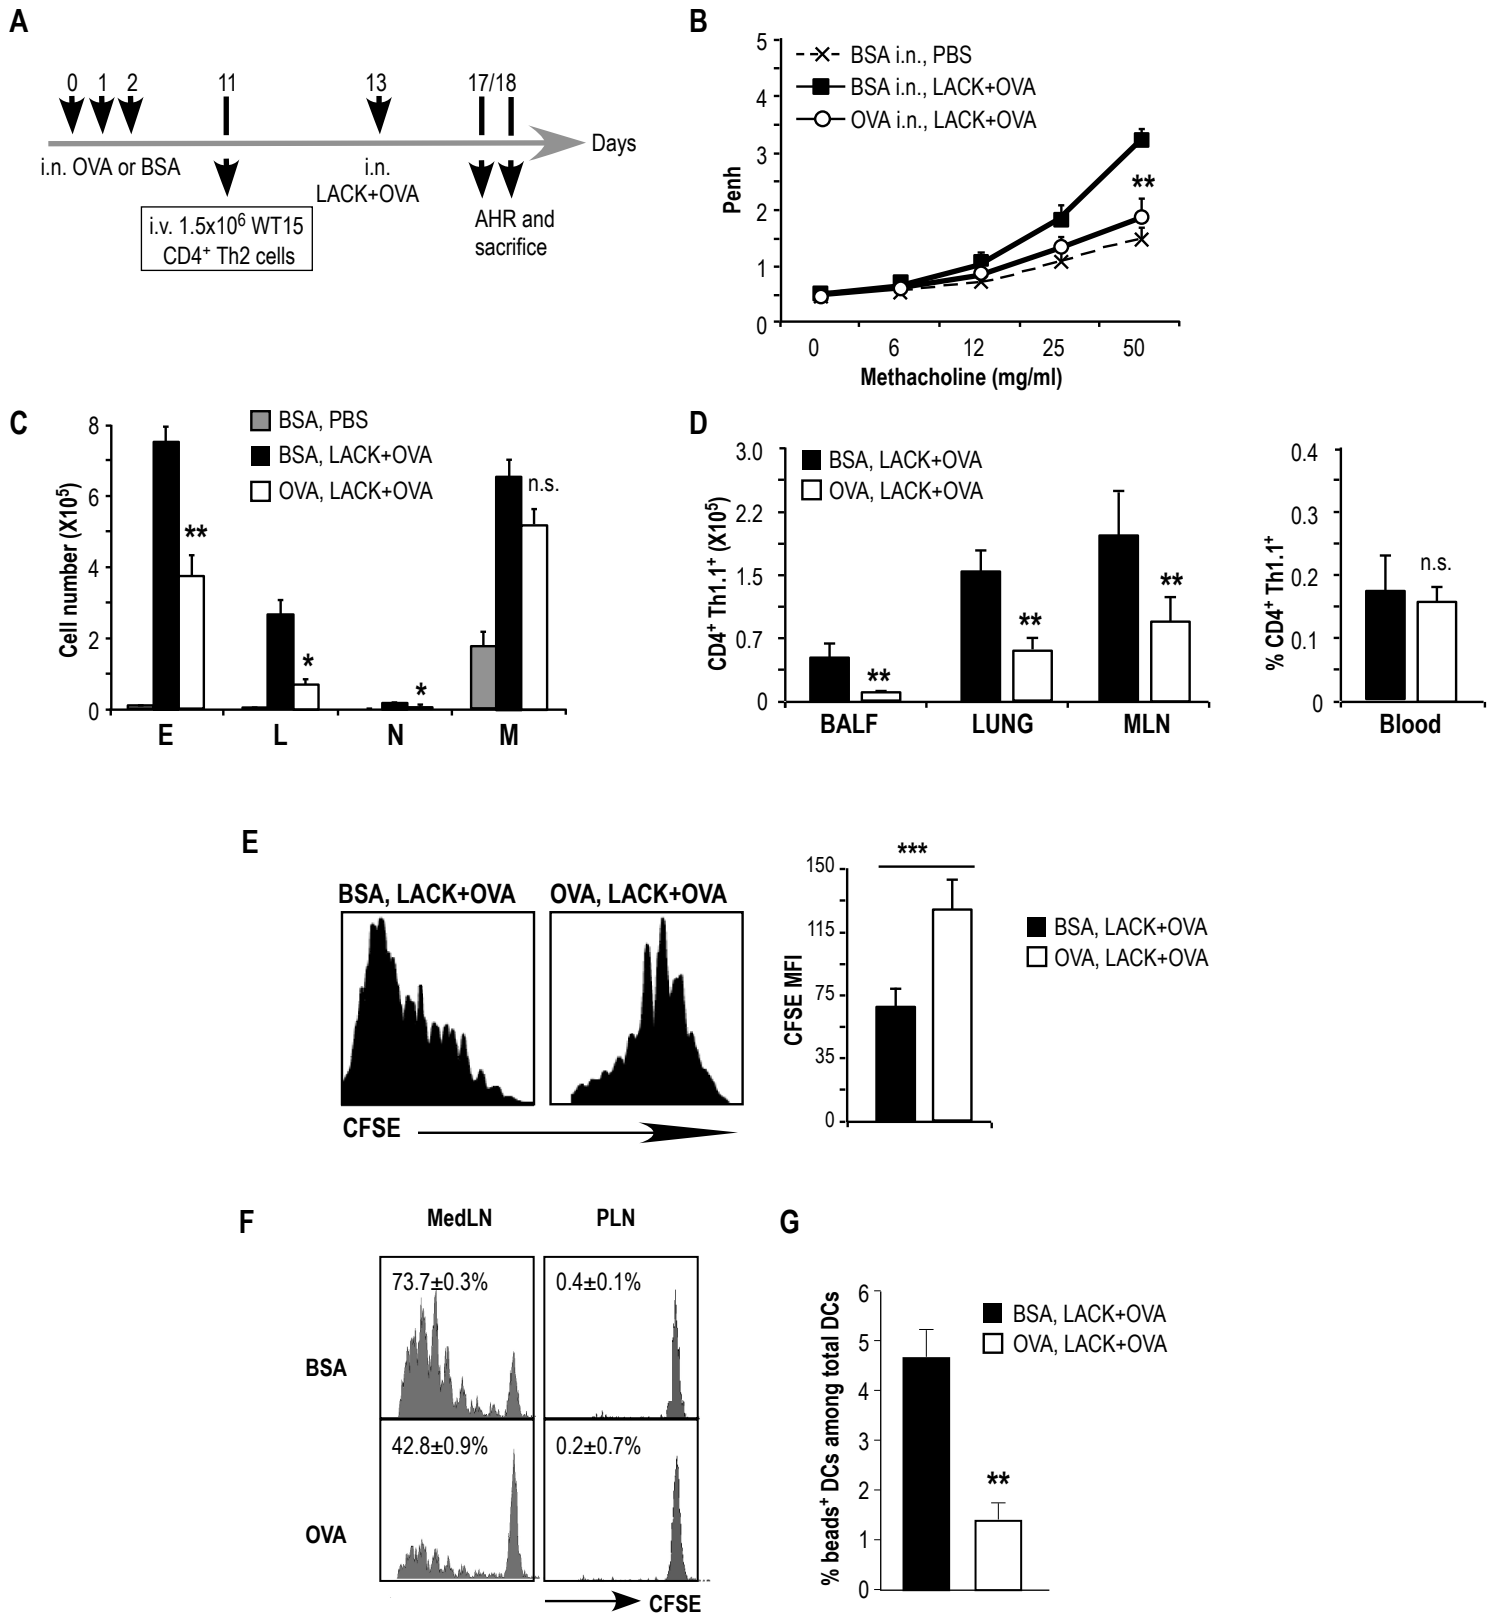 A
0 1 2 11 13 17/18
Days
i.n. OVA or BSA
i.n.
LACK+OVA
i.v. 1.5x10⁶ WT15
CD4⁺ Th2 cells
AHR and
sacrifice
B
BSA i.n., PBS
BSA i.n., LACK+OVA
OVA i.n., LACK+OVA
Penh
5
4
3
2
1
0
**
0 6 12 25 50
Methacholine (mg/ml)
C
BSA, PBS
BSA, LACK+OVA
OVA, LACK+OVA
Cell number (X10⁵)
8
6
4
2
0
**
*
*
n.s.
E L N M
D
BSA, LACK+OVA
OVA, LACK+OVA
CD4⁺ Th1.1⁺ (X10⁵)
3.0
2.2
1.5
0.7
0
**
**
**
BALF LUNG MLN
% CD4⁺ Th1.1⁺
0.4
0.3
0.2
0.1
0
n.s.
Blood
E
BSA, LACK+OVA
OVA, LACK+OVA
CFSE
CFSE MFI
150
115
75
35
0
***
BSA, LACK+OVA
OVA, LACK+OVA
F
MedLN PLN
BSA
73.7±0.3%
0.4±0.1%
OVA
42.8±0.9%
0.2±0.7%
CFSE
G
% beads⁺ DCs among total DCs
6
5
4
3
2
1
0
**
BSA, LACK+OVA
OVA, LACK+OVA